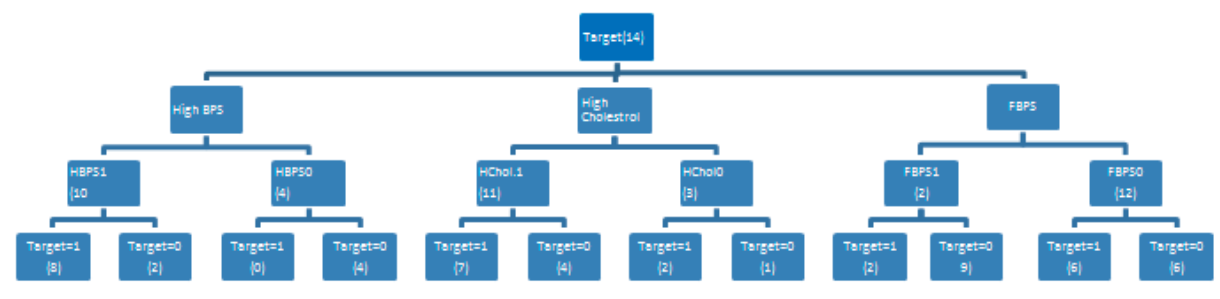 Target(14)
High BPS
High
Cholestrol
FBPS
HBPS1
(10
HBPS0
(4)
HChol.1
(11)
HChol0
(3)
FBPS1
(2)
FBPS0
(12)
Target=1
(8)
Target=0
(2)
Target=1
(0)
Target=0
(4)
Target=1
(7)
Target=0
(4)
Target=1
(2)
Target=0
(1)
Target=1
(2)
Target=0
9)
Target=1
(6)
Target=0
(6)